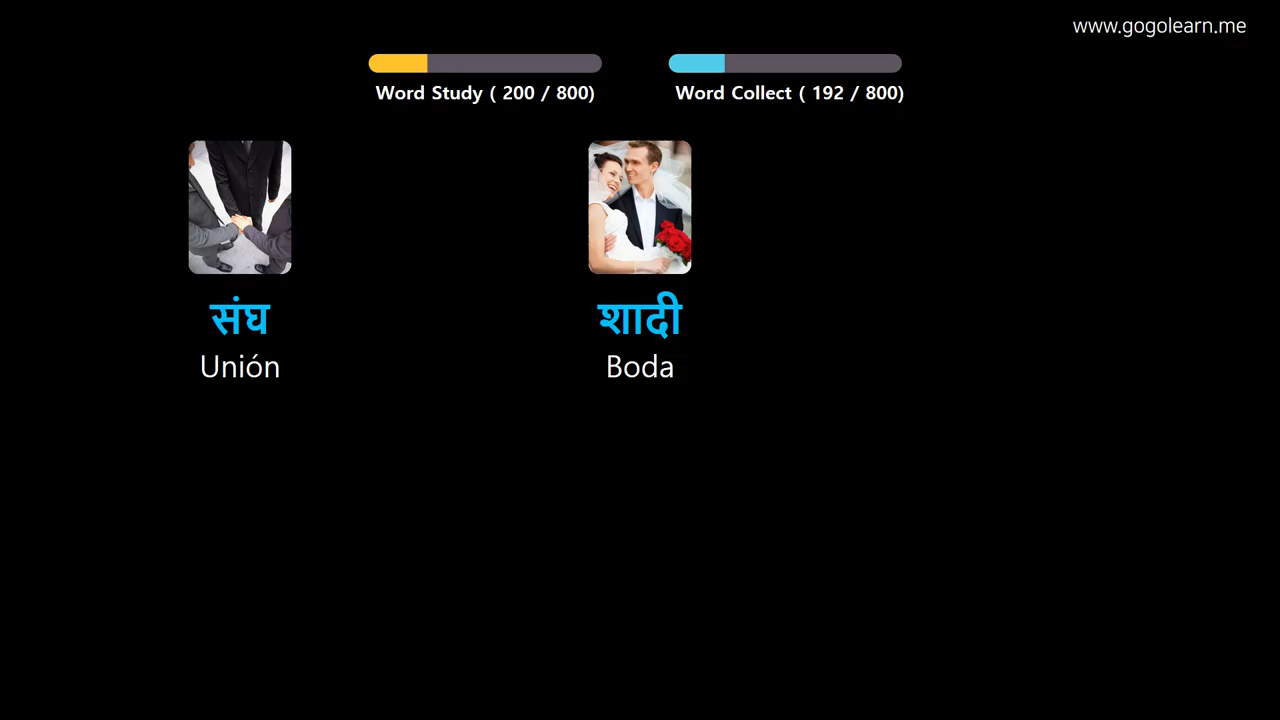 www.gogolearn.me
Word Study ( 200 / 800)
Word Collect ( 192 / 800)
संघ
Unión
शादी
Boda